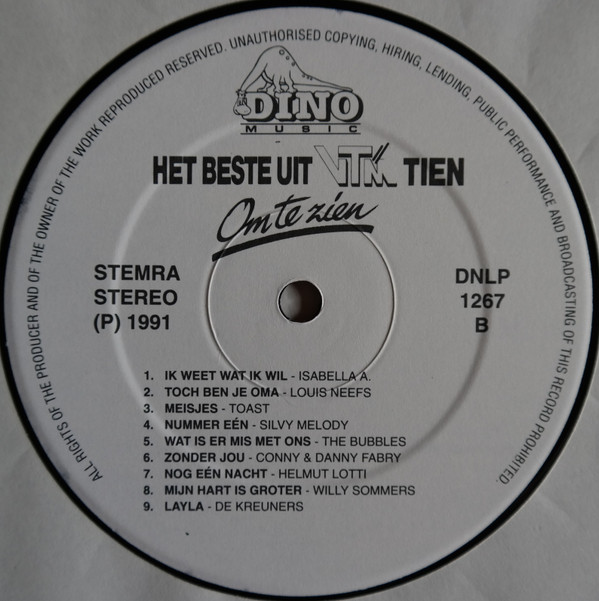 ALL RIGHTS OF THE PRODUCER AND OF THE OWNER OF THE WORK REPRODUCED RESERVED. UNAUTHORISED COPYING, HIRING, LENDING, PUBLIC PERFORMANCE AND BROADCASTING OF THIS RECORD PROHIBITED.
DINO
MUSIC
HET BESTE UIT VTM TIEN
Om te zien
STEMRA
STEREO
(P) 1991
DNLP
1267
B
1. IK WEET WAT IK WIL - ISABELLA A.
2. TOCH BEN JE OMA - LOUIS NEEFS
3. MEISJES - TOAST
4. NUMMER EÉN - SILVY MELODY
5. WAT IS ER MIS MET ONS - THE BUBBLES
6. ZONDER JOU - CONNY & DANNY FABRY
7. NOG EÉN NACHT - HELMUT LOTTI
8. MIJN HART IS GROTER - WILLY SOMMERS
9. LAYLA - DE KREUNERS